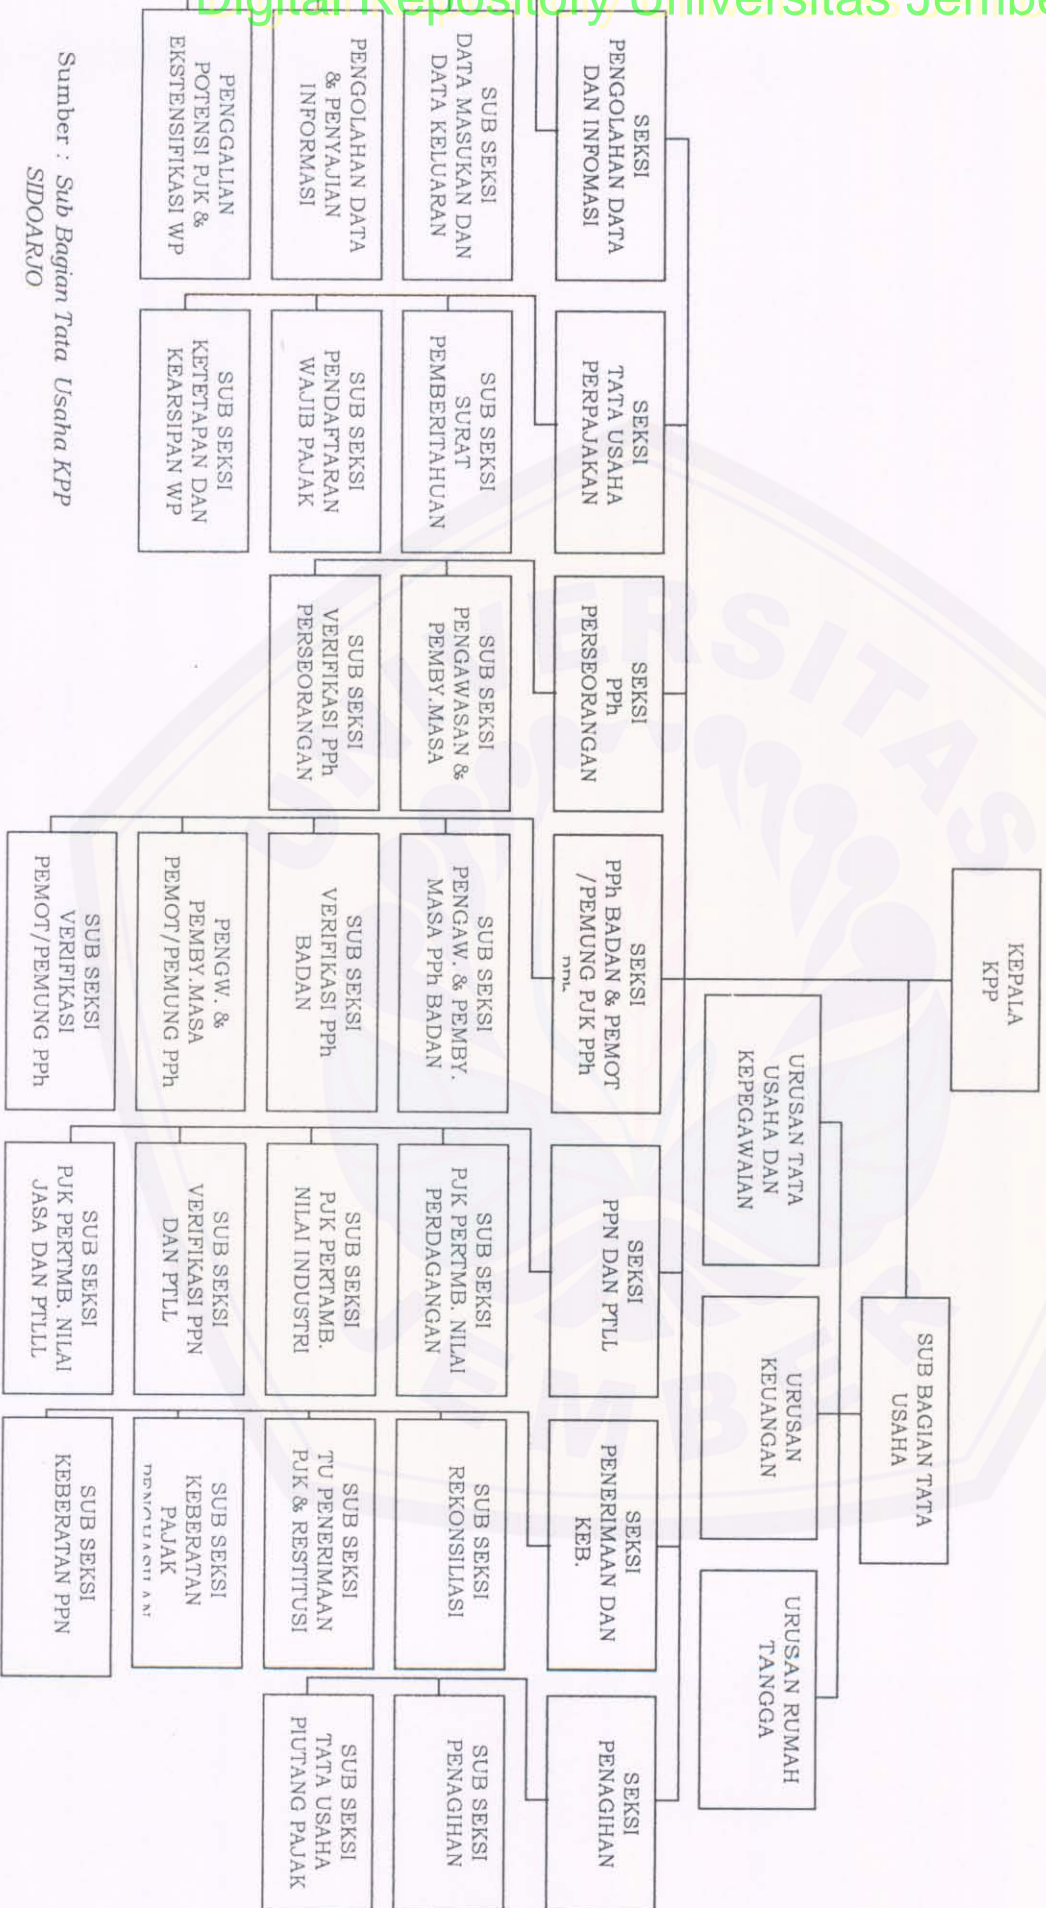 Digital Repository Universitas Jembe
KEPALA
KPP
SUB BAGIAN TATA
USAHA
URUSAN TATA
USAHA DAN
KEPEGAWAIAN
URUSAN
KEUANGAN
URUSAN RUMAH
TANGGA
SEKSI
PENGOLAHAN DATA
DAN INFOMASI
SEKSI
TATA USAHA
PERPAJAKAN
SEKSI
PPh
PERSEORANGAN
SEKSI
PPh BADAN & PEMOT
/PEMUNG PJK PPh
SEKSI
PPN DAN PTLL
SEKSI
PENERIMAAN DAN
KEB.
SEKSI
PENAGIHAN
SUB SEKSI
DATA MASUKAN DAN
DATA KELUARAN
PENGOLAHAN DATA
& PENYAJIAN
INFORMASI
PENGGALIAN
POTENSI PJK &
EKSTENSIFIKASI WP
SUB SEKSI
SURAT
PEMBERITAHUAN
SUB SEKSI
PENDAFTARAN
WAJIB PAJAK
SUB SEKSI
KETETAPAN DAN
KEARSIPAN WP
SUB SEKSI
PENGAWASAN &
PEMBY.MASA
SUB SEKSI
VERIFIKASI PPh
PERSEORANGAN
SUB SEKSI
PENGAW. & PEMBY.
MASA PPh BADAN
SUB SEKSI
VERIFIKASI PPh
BADAN
PENGW. &
PEMBY.MASA
PEMOT/PEMUNG PPh
SUB SEKSI
VERIFIKASI
PEMOT/PEMUNG PPh
SUB SEKSI
PJK PERTMB. NILAI
PERDAGANGAN
SUB SEKSI
PJK PERTAMB.
NILAI INDUSTRI
SUB SEKSI
VERIFIKASI PPN
DAN PTLL
SUB SEKSI
PJK PERTMB. NILAI
JASA DAN PTLLL
SUB SEKSI
REKONSILIASI
SUB SEKSI
TU PENERIMAAN
PJK & RESTITUSI
SUB SEKSI
KEBERATAN
PAJAK
SUB SEKSI
KEBERATAN PPN
SUB SEKSI
PENAGIHAN
SUB SEKSI
TATA USAHA
PIUTANG PAJAK
Sumber : Sub Bagian Tata Usaha KPP
SIDOARJO
UNIVERSITAS
JEMBER